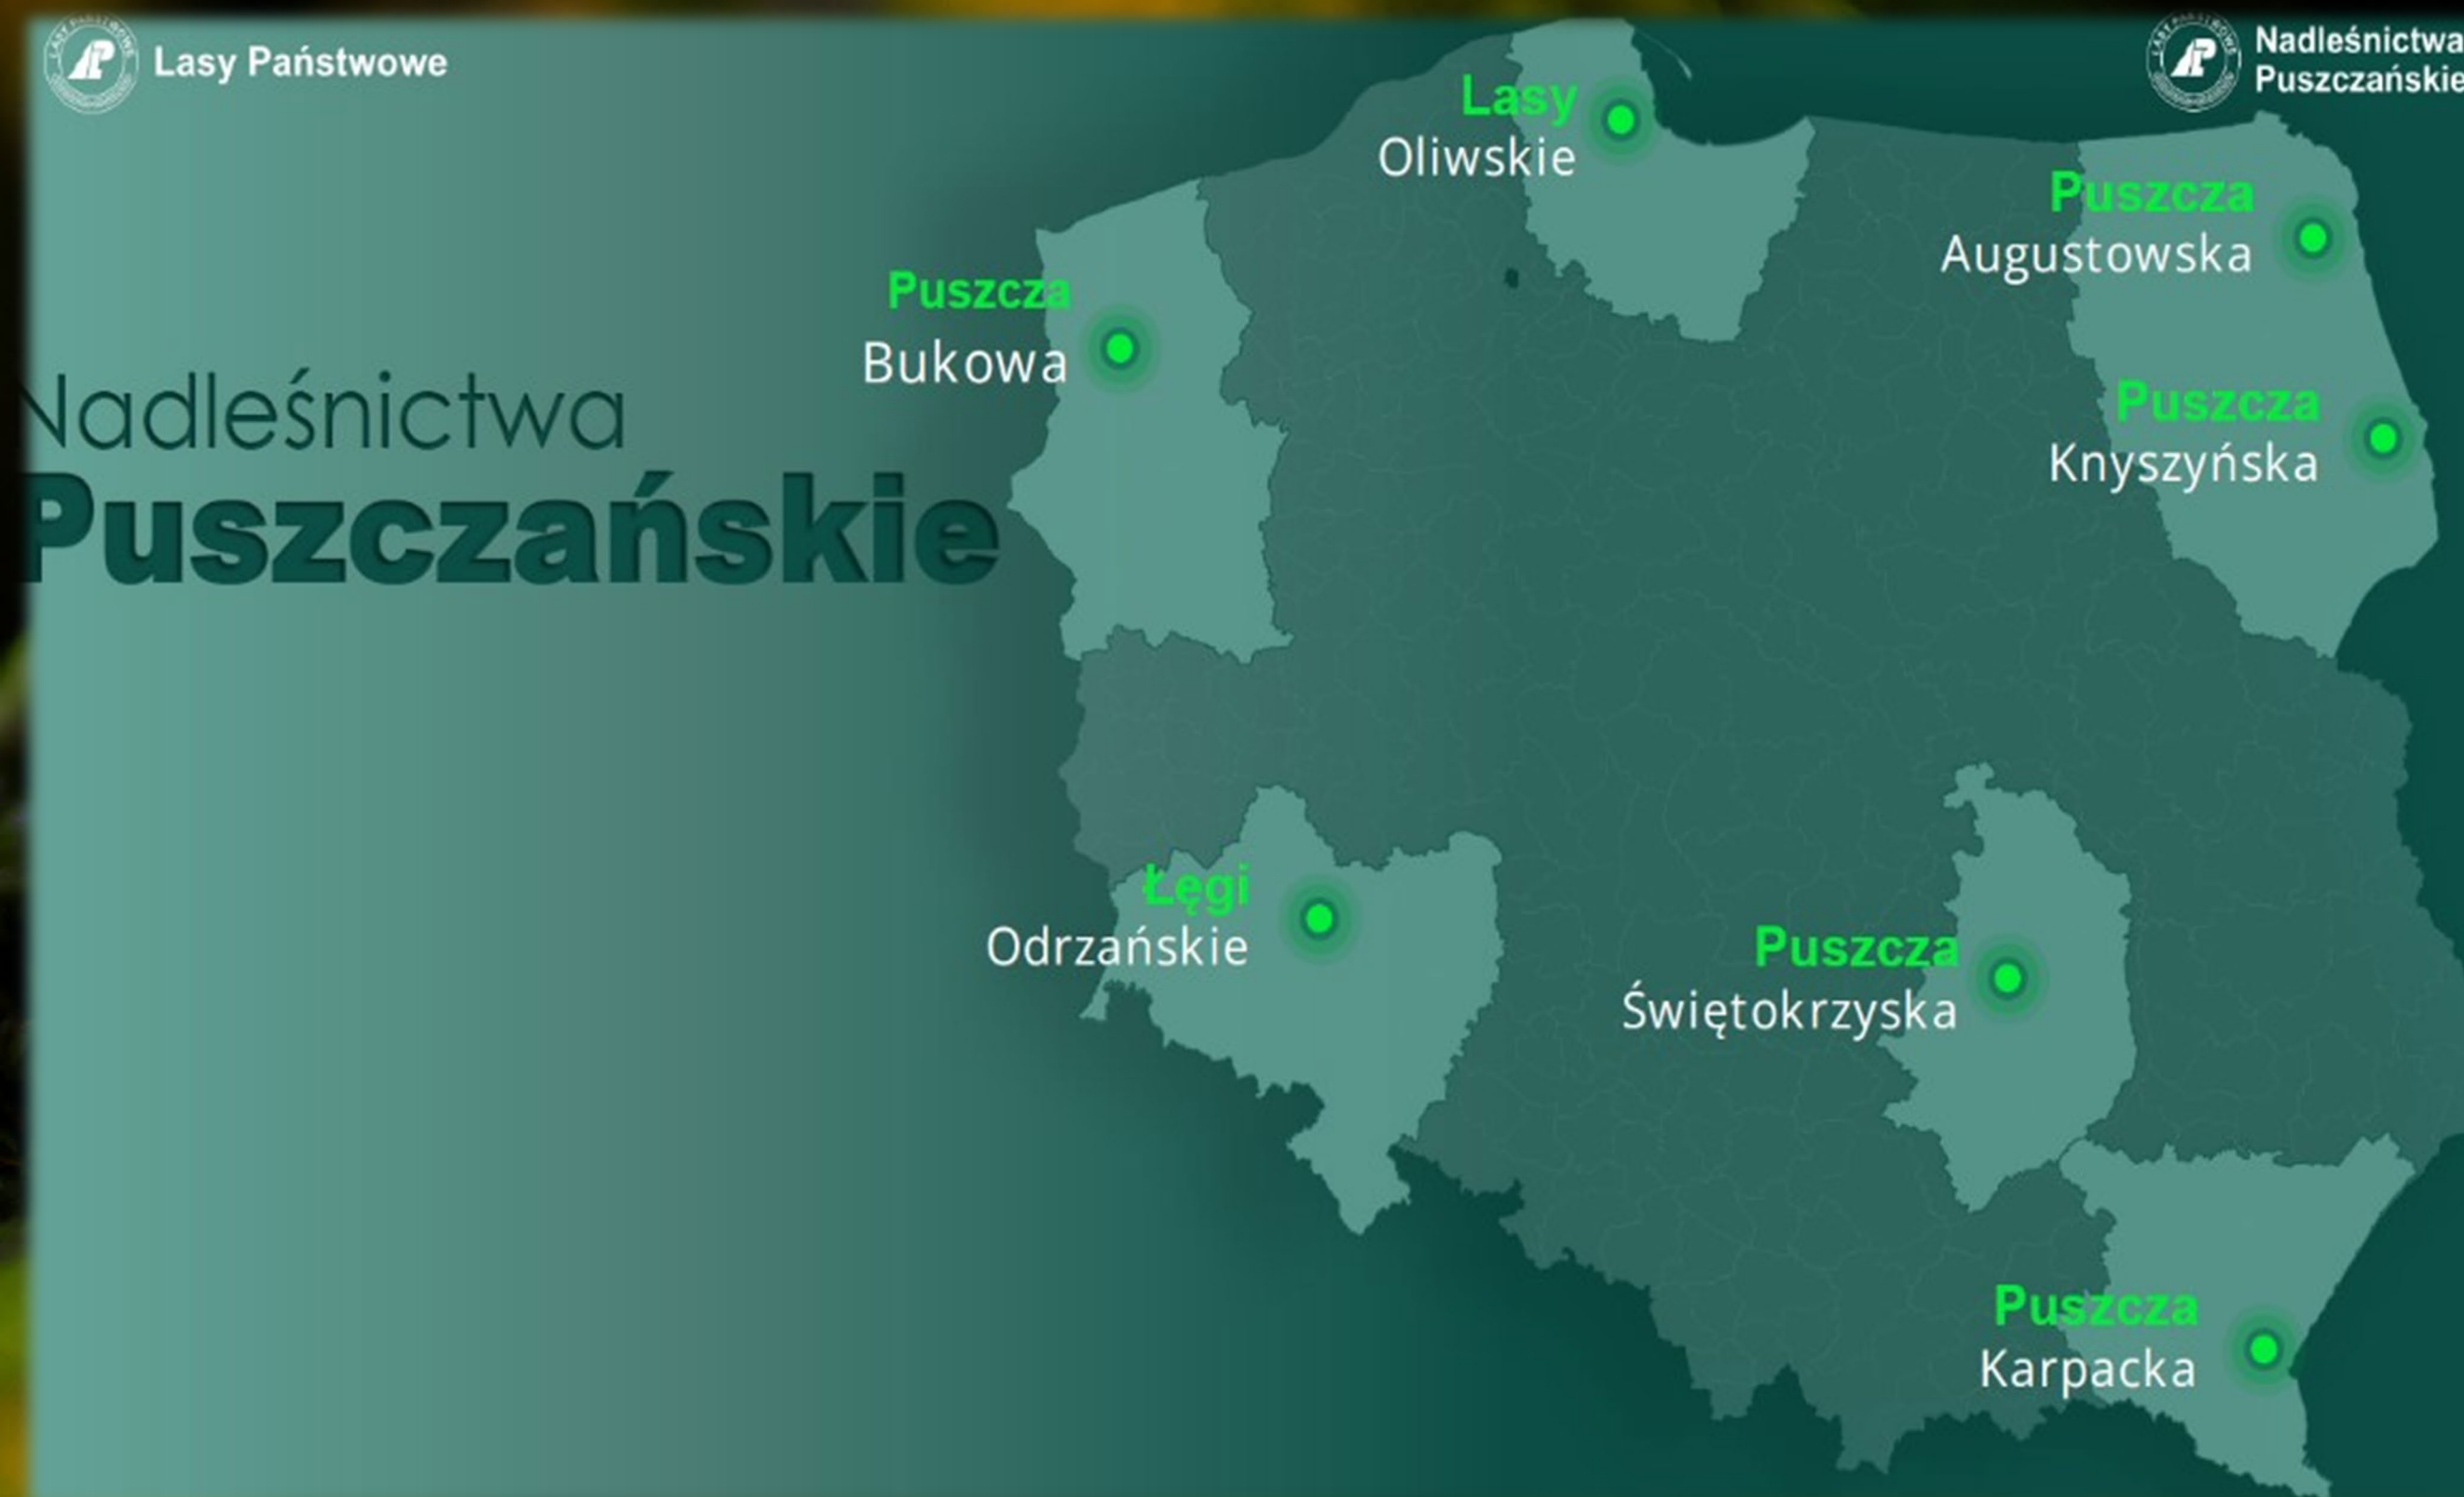 Lasy Państwowe
Nadleśnictwa
Puszczańskie
Nadleśnictwa
Puszczańskie
Lasy
Oliwskie
Puszcza
Augustowska
Puszcza
Bukowa
Puszcza
Knyszyńska
Łęgi
Odrzańskie
Puszcza
Świętokrzyska
Puszcza
Karpacka